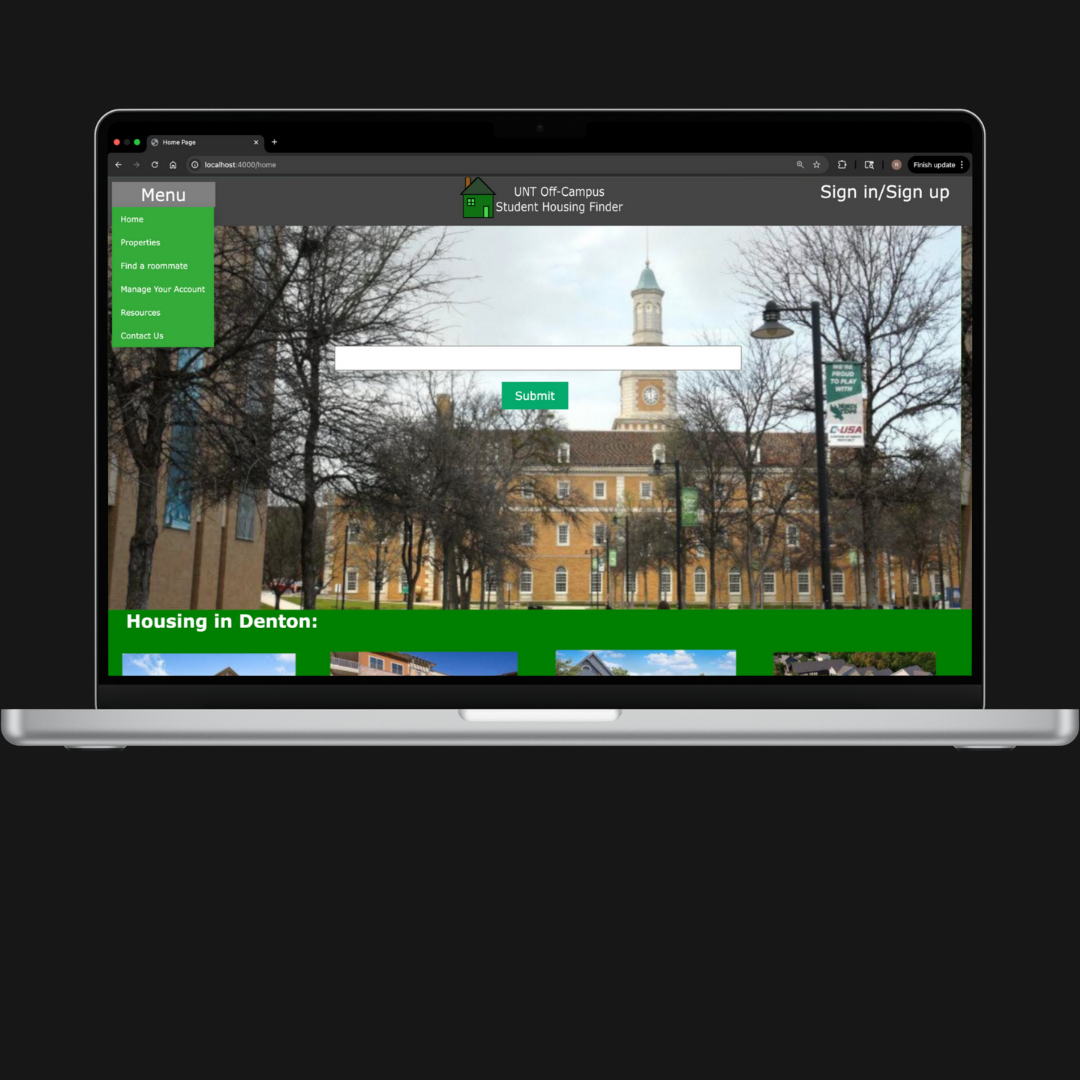 Home Page
localhost:4000/home
Finish update
Menu
UNT Off-Campus
Student Housing Finder
Sign in/Sign up
Home
Properties
Find a roommate
Manage Your Account
Resources
Contact Us
Submit
WE'RE
PROUD
TO PLAY
WITH
C-USA
Housing in Denton: